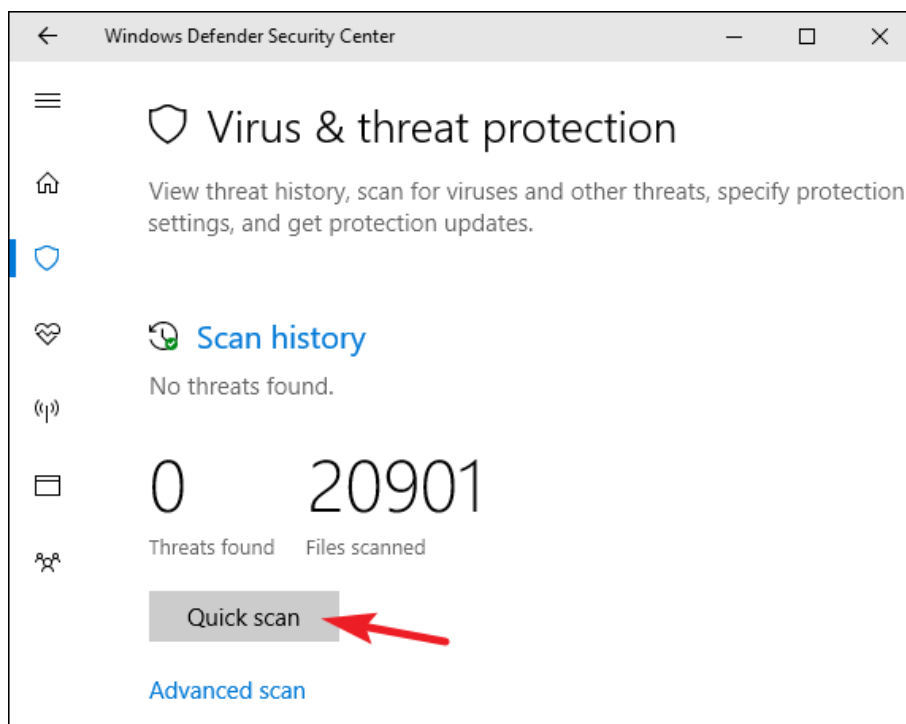 Windows Defender Security Center
Virus & threat protection
View threat history, scan for viruses and other threats, specify protection
settings, and get protection updates.
Scan history
No threats found.
0 20901
Threats found Files scanned
Quick scan
Advanced scan